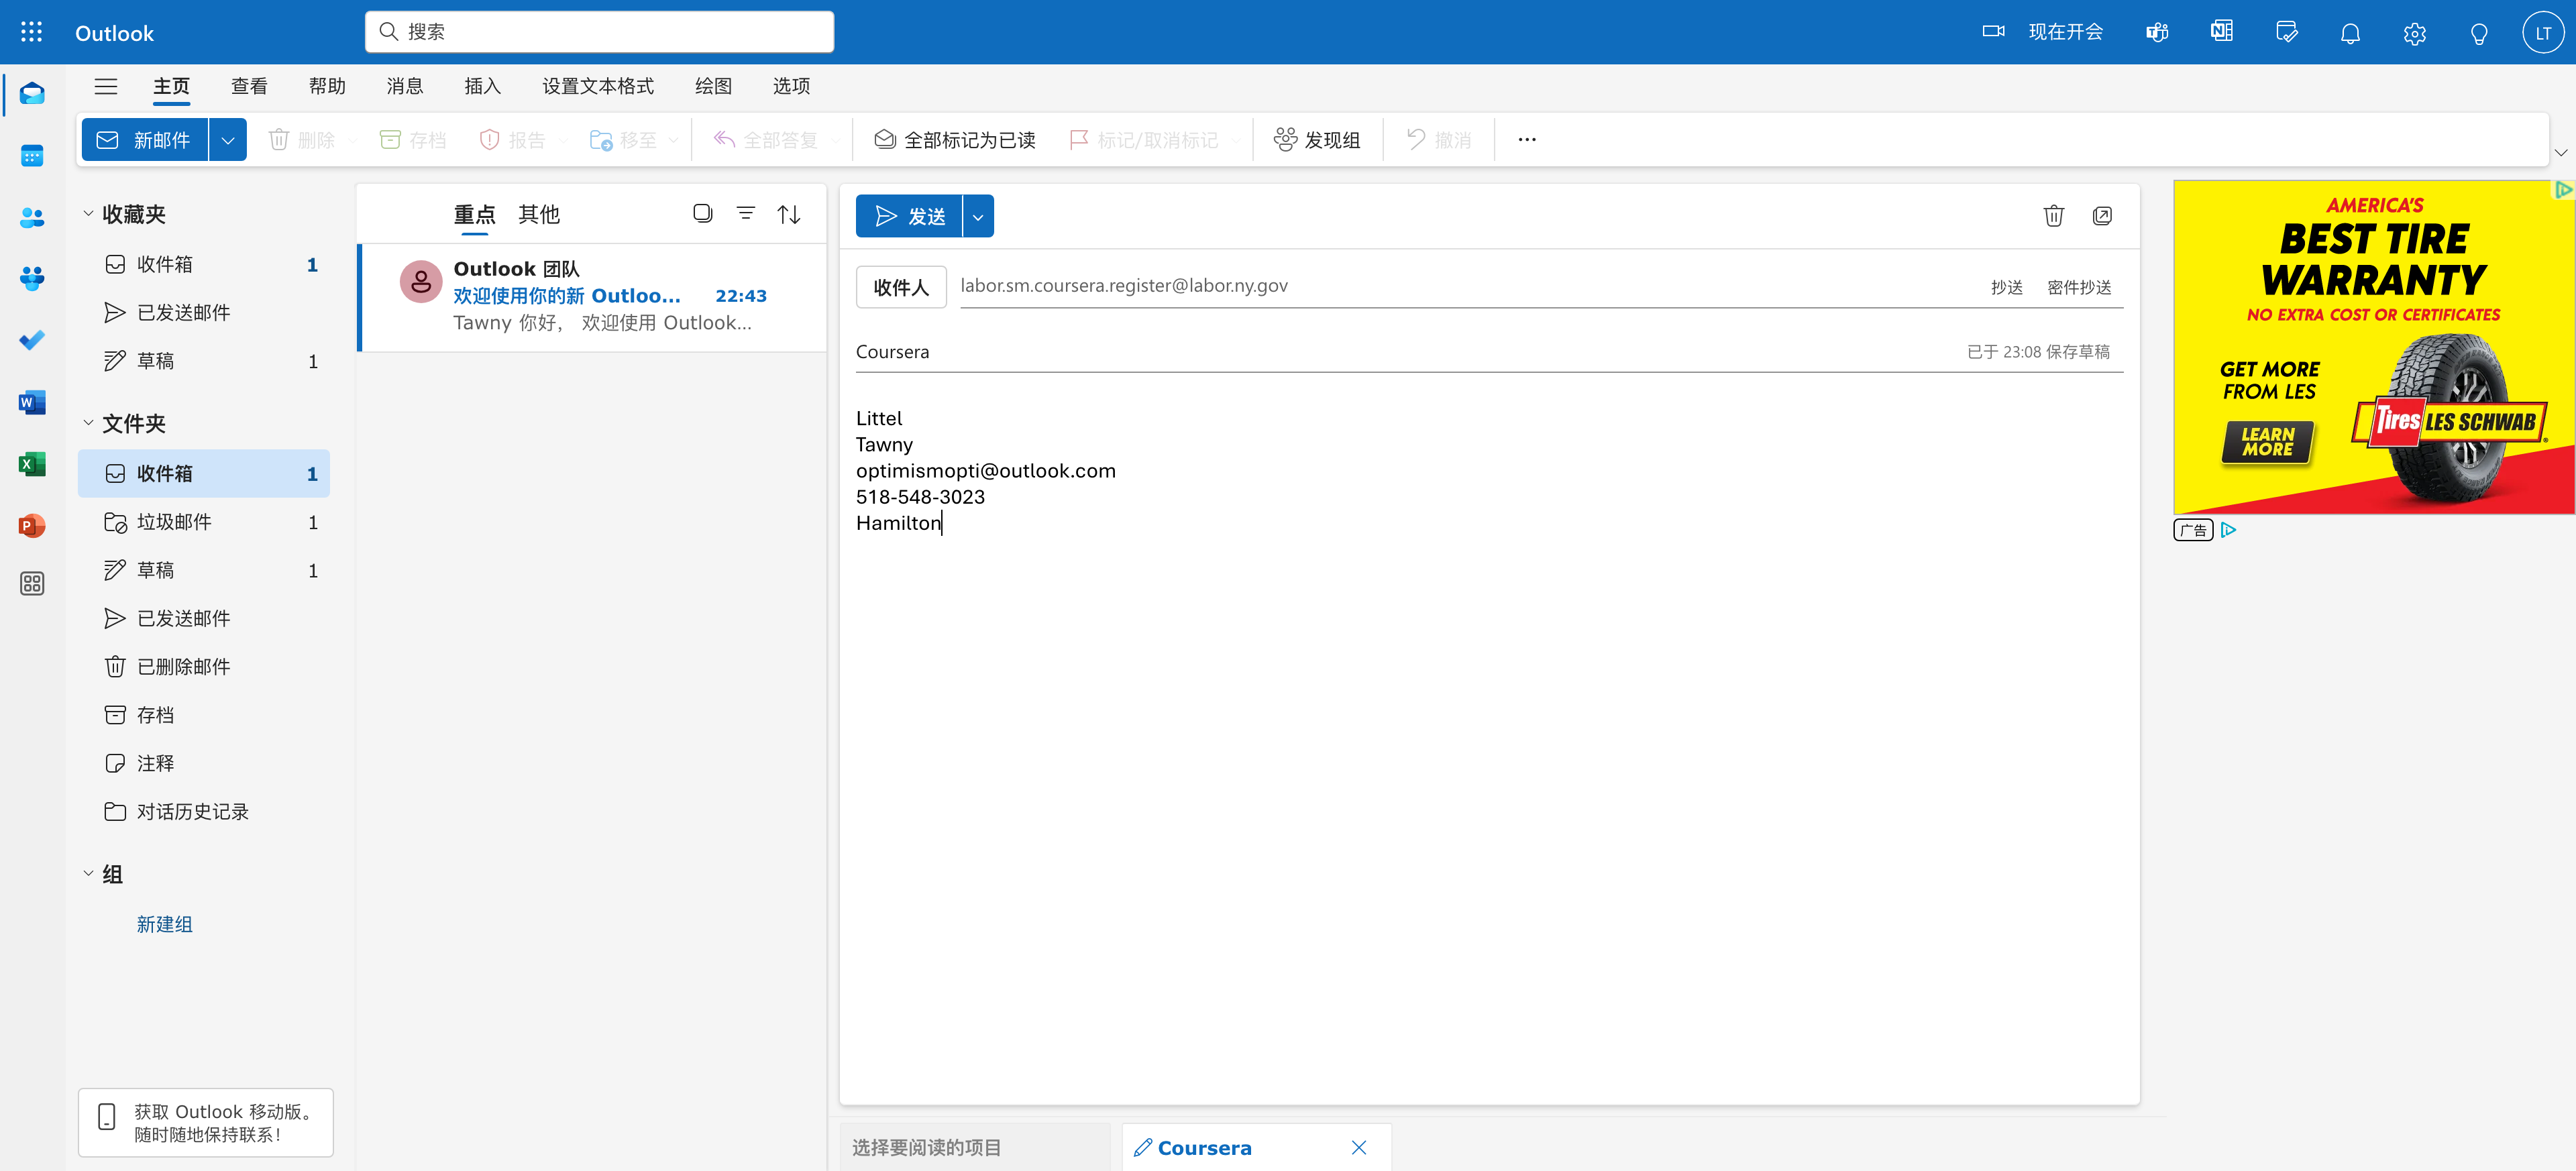 Outlook
搜索
现在开会
LT
主页
查看
帮助
消息
插入
设置文本格式
绘图
选项
新邮件
删除
存档
报告
移至
全部答复
全部标记为已读
标记/取消标记
发现组
撤消
收藏夹
收件箱 1
已发送邮件
草稿 1
文件夹
收件箱 1
垃圾邮件 1
草稿 1
已发送邮件
已删除邮件
存档
注释
对话历史记录
组
新建组
获取 Outlook 移动版。
随时随地保持联系!
重点 其他
Outlook 团队
欢迎使用你的新 Outloo... 22:43
Tawny 你好， 欢迎使用 Outlook...
发送
收件人 labor.sm.coursera.register@labor.ny.gov 抄送 密件抄送
Coursera 已于 23:08 保存草稿
Littel
Tawny
optimismopti@outlook.com
518-548-3023
Hamilton
选择要阅读的项目
Coursera
AMERICA'S
BEST TIRE
WARRANTY
NO EXTRA COST OR CERTIFICATES
GET MORE
FROM LES
LEARN
MORE
Tires LES SCHWAB
广告